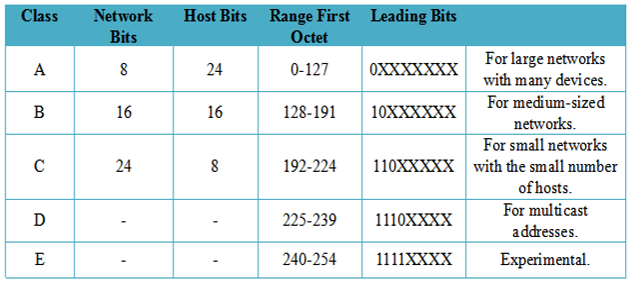 Class Network Bits Host Bits Range First Octet Leading Bits
A 8 24 0-127 0XXXXXXX For large networks with many devices.
B 16 16 128-191 10XXXXXX For medium-sized networks.
C 24 8 192-224 110XXXXX For small networks with the small number of hosts.
D - - 225-239 1110XXXX For multicast addresses.
E - - 240-254 1111XXXX Experimental.